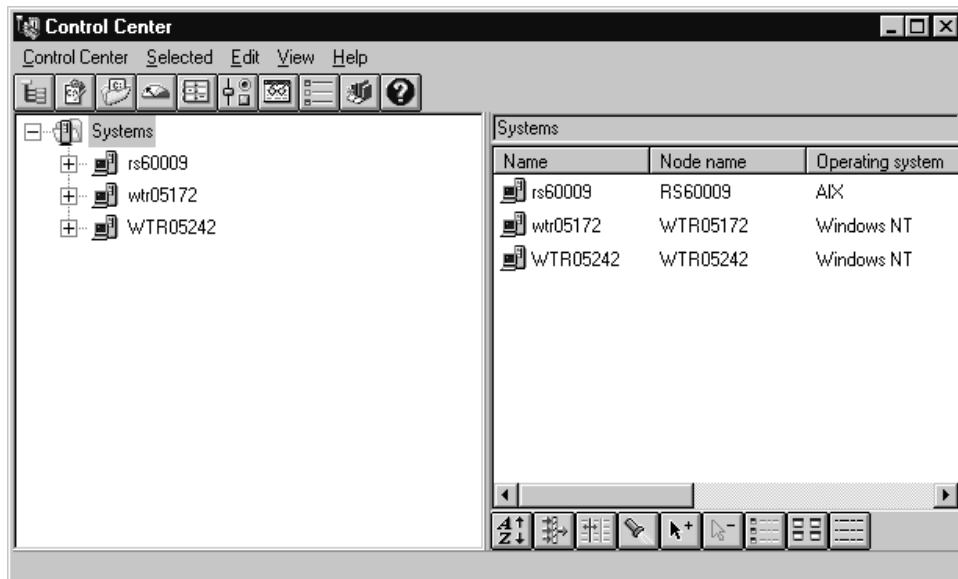 Control Center
Control Center Selected Edit View Help
Systems
rs60009
wtr05172
WTR05242
Systems
Name Node name Operating system
rs60009 RS60009 AIX
wtr05172 WTR05172 Windows NT
WTR05242 WTR05242 Windows NT